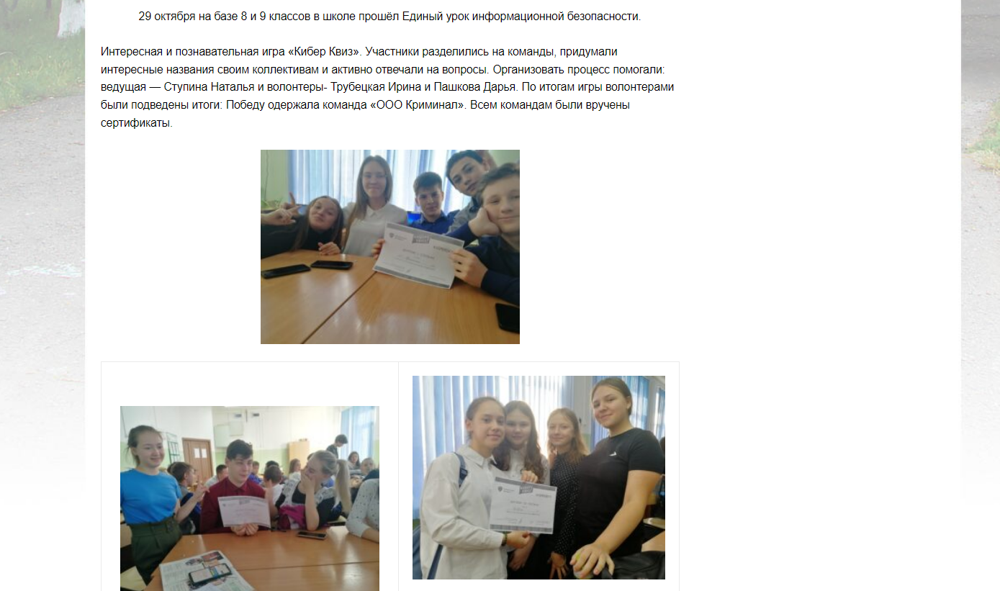 29 октября на базе 8 и 9 классов в школе прошёл Единый урок информационной безопасности.
Интересная и познавательная игра «Кибер Квиз». Участники разделились на команды, придумали
интересные названия своим коллективам и активно отвечали на вопросы. Организовать процесс помогали:
ведущая — Ступина Наталья и волонтеры- Трубецкая Ирина и Пашкова Дарья. По итогам игры волонтерами
были подведены итоги: Победу одержала команда «ООО Криминал». Всем командам были вручены
сертификаты.